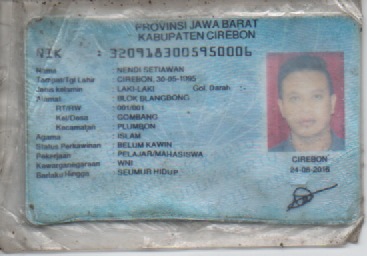 PROVINSI JAWA BARAT
KABUPATEN CIREBON
NIK : 3209183005950006
Nama : NENDI SETIAWAN
Tempat/Tgl Lahir : CIREBON, 30-05-1995
Jenis kelamin : LAKI-LAKI Gol. Darah : -
Alamat : BLOK SLANGBONG
RT/RW : 001/001
Kel/Desa : GOMBANG
Kecamatan : PLUMBON
Agama : ISLAM
Status Perkawinan : BELUM KAWIN
Pekerjaan : PELAJAR/MAHASISWA
Kewarganegaraan : WNI
Berlaku Hingga : SEUMUR HIDUP
CIREBON
04-08-2016